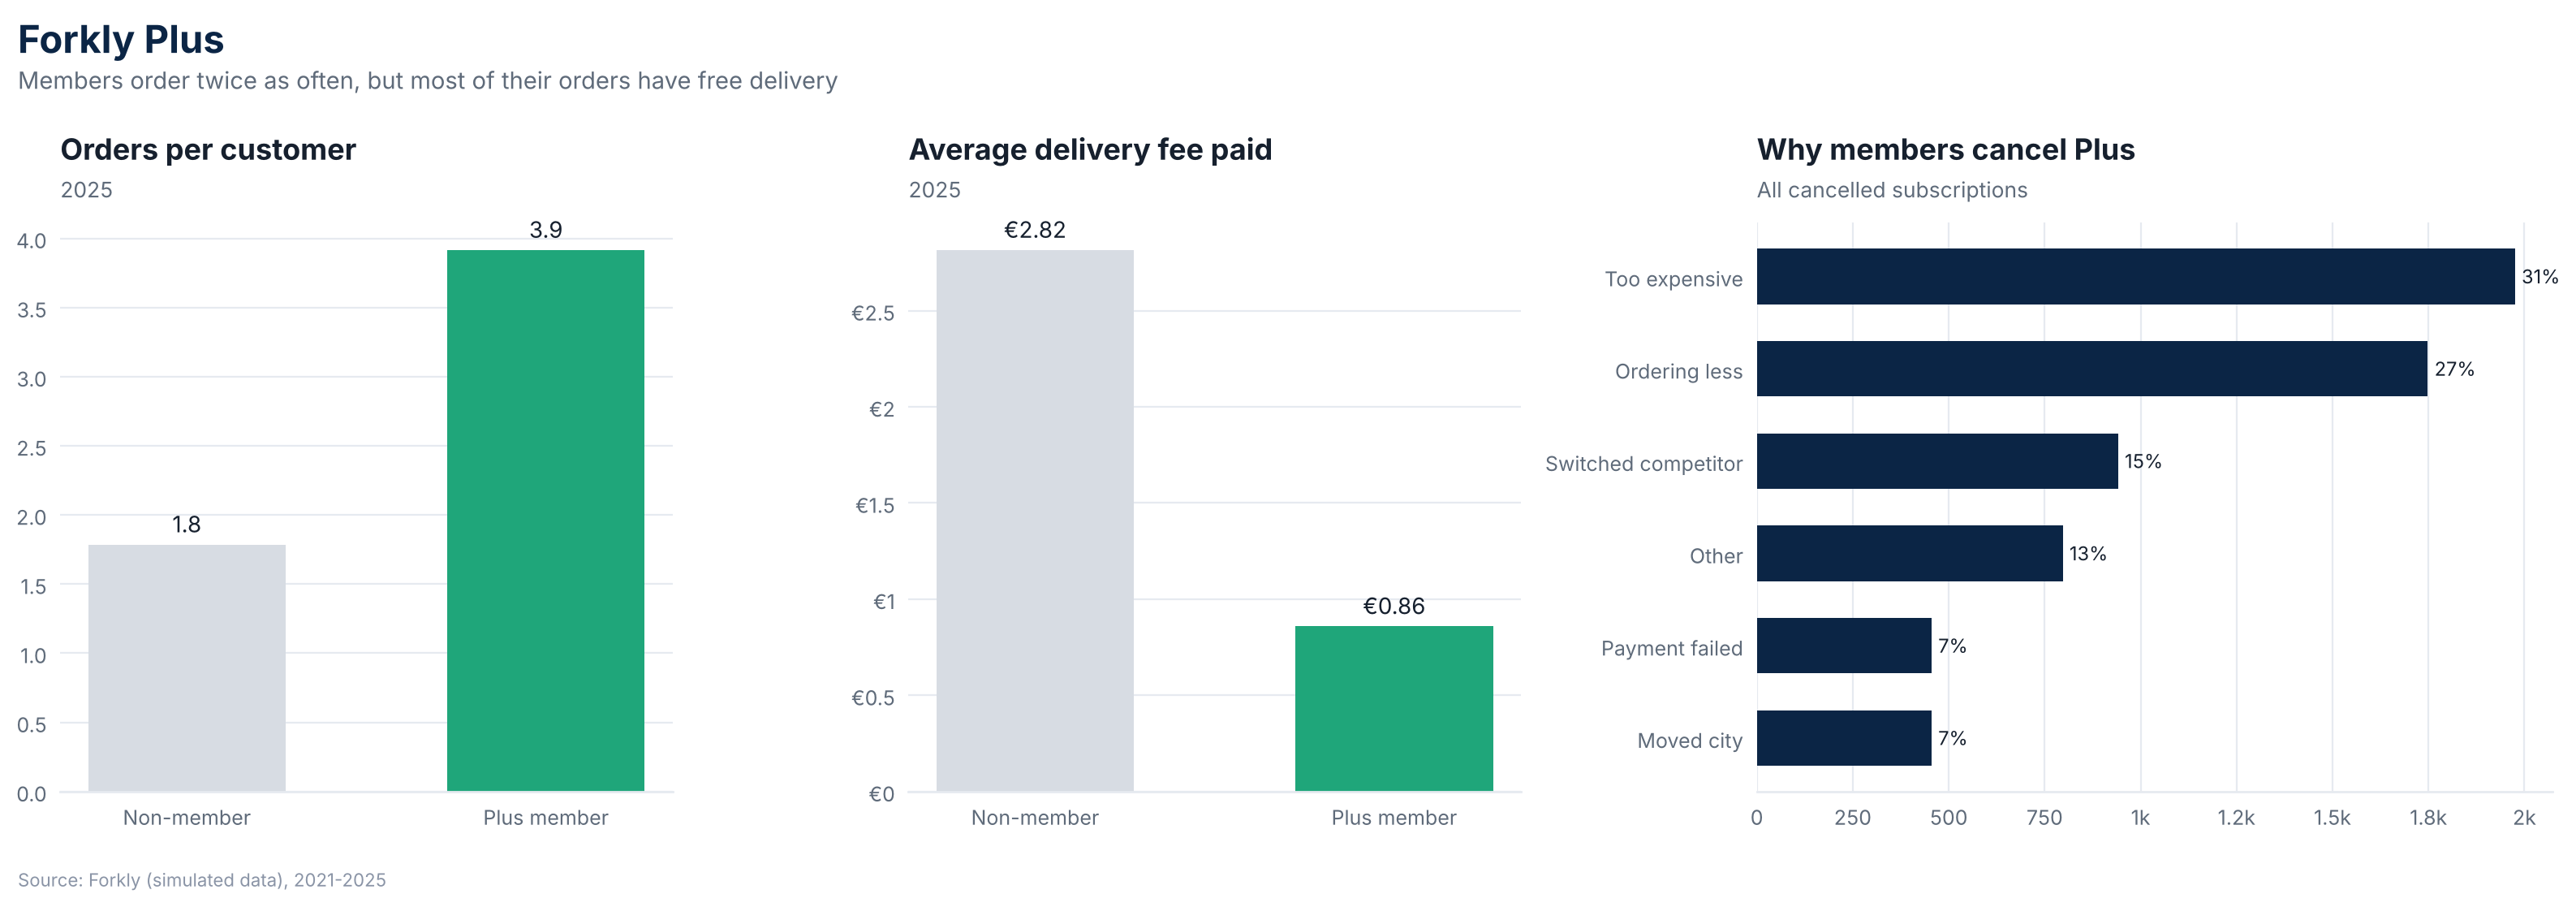 Forkly Plus
Members order twice as often, but most of their orders have free delivery
Orders per customer
2025
4.0
3.5
3.0
2.5
2.0
1.5
1.0
0.5
0.0
1.8
3.9
Non-member
Plus member
Average delivery fee paid
2025
€2.5
€2
€1.5
€1
€0.5
€0
€2.82
€0.86
Non-member
Plus member
Why members cancel Plus
All cancelled subscriptions
Too expensive 31%
Ordering less 27%
Switched competitor 15%
Other 13%
Payment failed 7%
Moved city 7%
0 250 500 750 1k 1.2k 1.5k 1.8k 2k
Source: Forkly (simulated data), 2021-2025